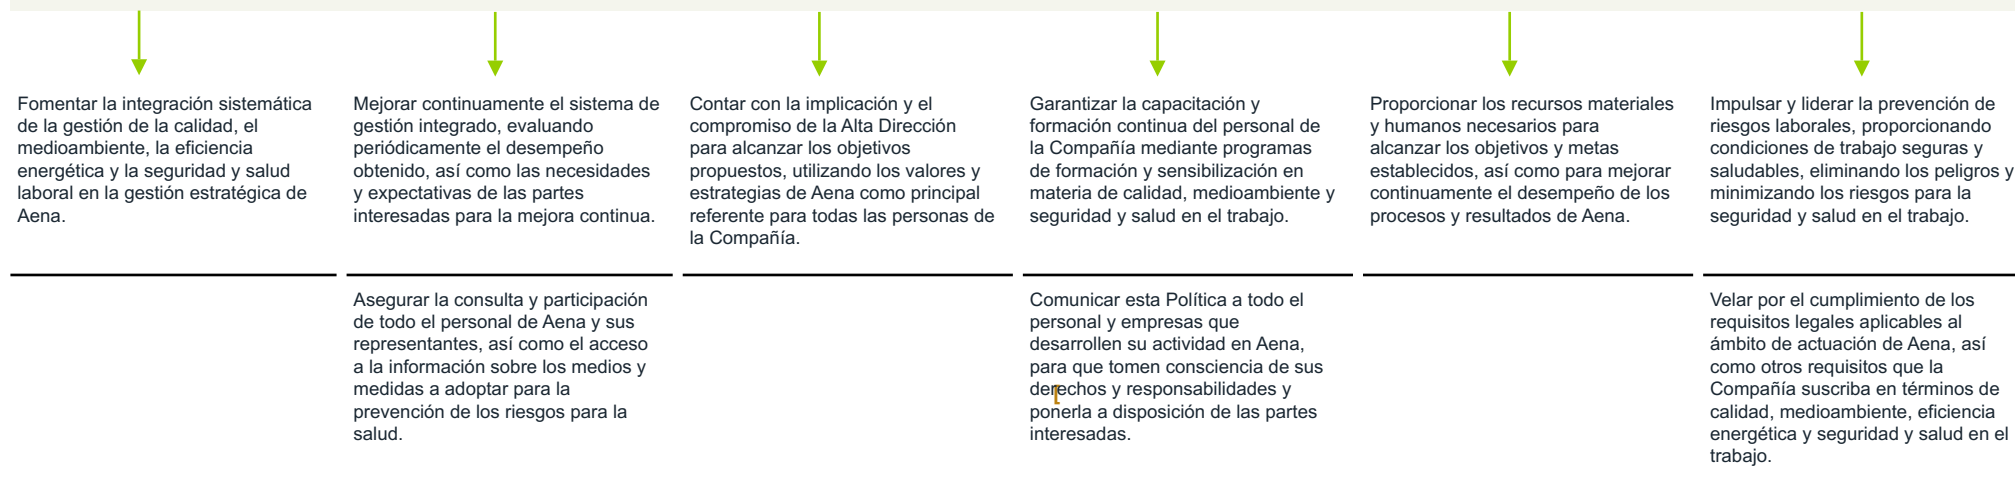 Fomentar la integración sistemática
de la gestión de la calidad, el
medioambiente, la eficiencia
energética y la seguridad y salud
laboral en la gestión estratégica de
Aena.
Mejorar continuamente el sistema de
gestión integrado, evaluando
periódicamente el desempeño
obtenido, así como las necesidades
y expectativas de las partes
interesadas para la mejora continua.
Contar con la implicación y el
compromiso de la Alta Dirección
para alcanzar los objetivos
propuestos, utilizando los valores y
estrategias de Aena como principal
referente para todas las personas de
la Compañía.
Garantizar la capacitación y
formación continua del personal de
la Compañía mediante programas
de formación y sensibilización en
materia de calidad, medioambiente y
seguridad y salud en el trabajo.
Proporcionar los recursos materiales
y humanos necesarios para
alcanzar los objetivos y metas
establecidos, así como para mejorar
continuamente el desempeño de los
procesos y resultados de Aena.
Impulsar y liderar la prevención de
riesgos laborales, proporcionando
condiciones de trabajo seguras y
saludables, eliminando los peligros y
minimizando los riesgos para la
seguridad y salud en el trabajo.
Asegurar la consulta y participación
de todo el personal de Aena y sus
representantes, así como el acceso
a la información sobre los medios y
medidas a adoptar para la
prevención de los riesgos para la
salud.
Comunicar esta Política a todo el
personal y empresas que
desarrollen su actividad en Aena,
para que tomen consciencia de sus
derechos y responsabilidades y
[
ponerla a disposición de las partes
interesadas.
Velar por el cumplimiento de los
requisitos legales aplicables al
ámbito de actuación de Aena, así
como otros requisitos que la
Compañía suscriba en términos de
calidad, medioambiente, eficiencia
energética y seguridad y salud en el
trabajo.